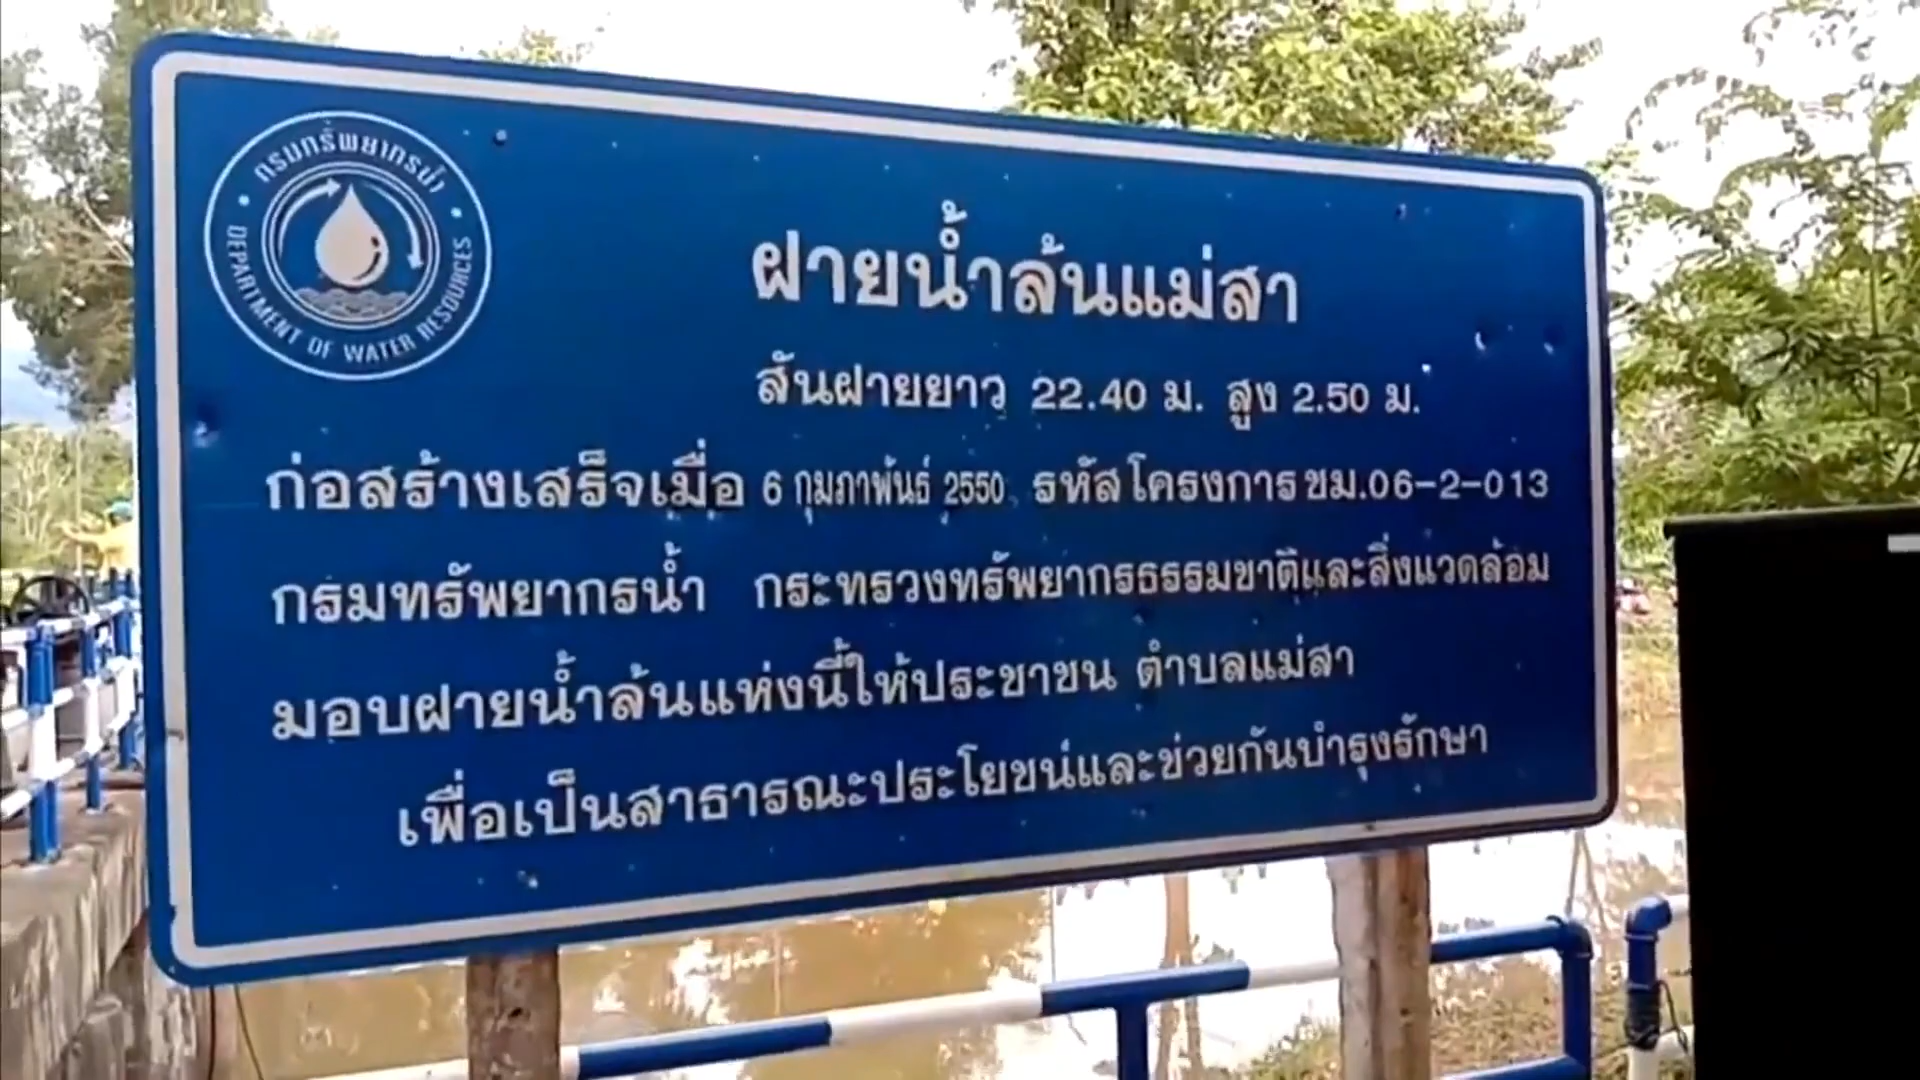 กรมทรัพยากรน้ำ
DEPARTMENT OF WATER RESOURCES
ฝายน้ำล้นแม่สา
สันฝายยาว 22.40 ม. สูง 2.50 ม.
ก่อสร้างเสร็จเมื่อ 6 กุมภาพันธ์ 2550 รหัสโครงการ ชม.06-2-013
กรมทรัพยากรน้ำ กระทรวงทรัพยากรธรรมชาติและสิ่งแวดล้อม
มอบฝายน้ำล้นแห่งนี้ให้ประชาชน ตำบลแม่สา
เพื่อเป็นสาธารณะประโยชน์และช่วยกันบำรุงรักษา